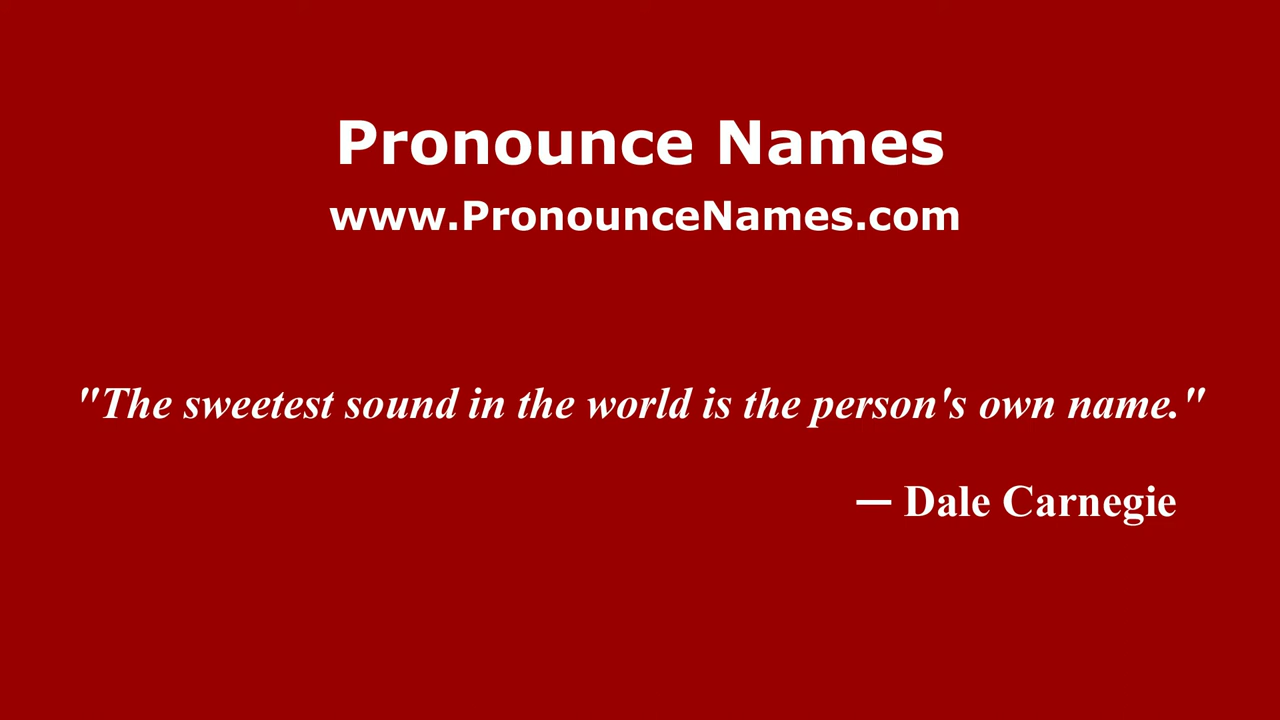 Pronounce Names
www.PronounceNames.com
"The sweetest sound in the world is the person's own name."
— Dale Carnegie